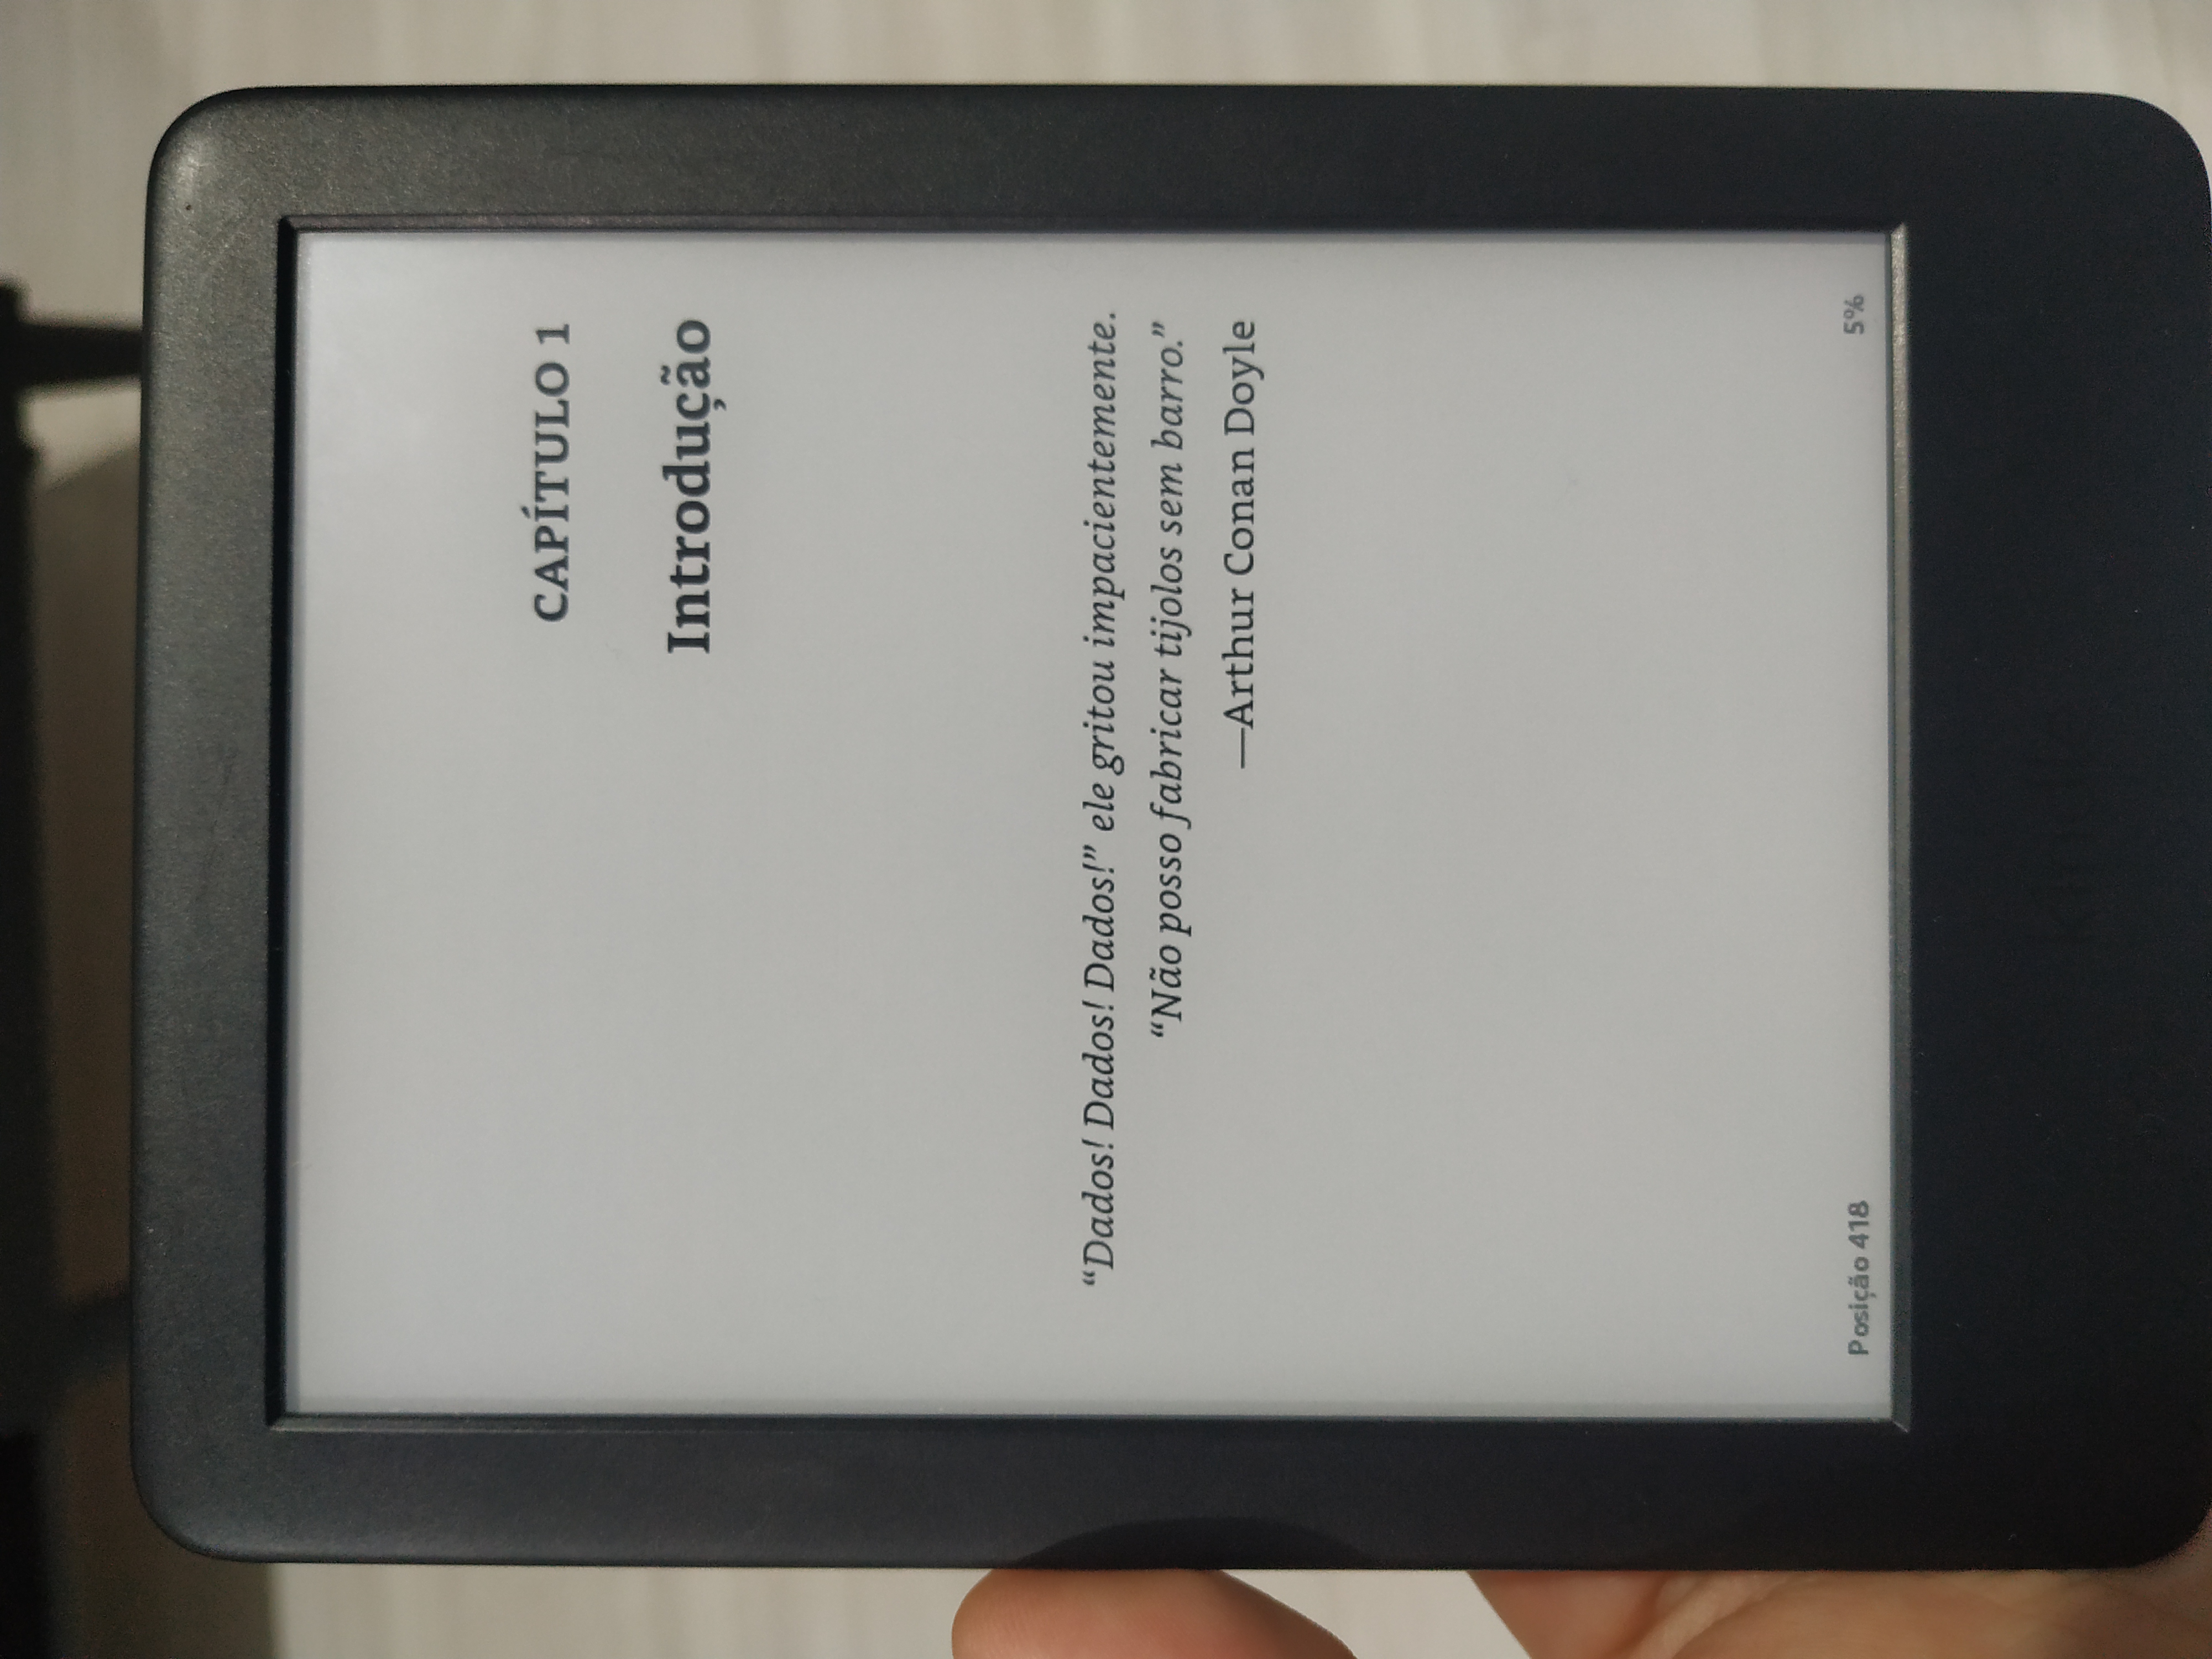 CAPÍTULO 1
Introdução
“Dados! Dados! Dados!” ele gritou impacientemente.
“Não posso fabricar tijolos sem barro.”
—Arthur Conan Doyle
Posição 418
5%
kindle